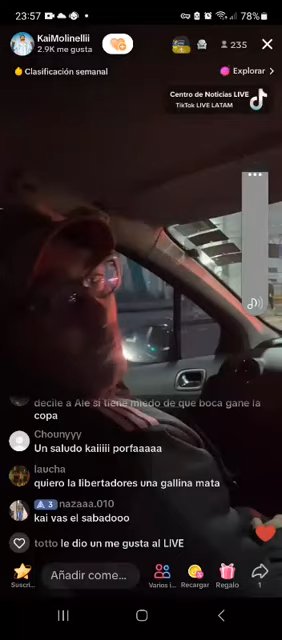 23:57
78%
KaiMolinellii
2.9K me gusta
235
Clasificación semanal
Explorar
Centro de Noticias LIVE
TikTok LIVE LATAM
decile a Ale si tiene miedo de que boca gane la
copa
Chounyyy
Un saludo kaiiiii porfaaaaa
laucha
quiero la libertadores una gallina mata
3 nazaaa.010
kai vas el sabadooo
totto le dio un me gusta al LIVE
Añadir come...
Suscri...
Varios i...
Recargar
Regalo
1